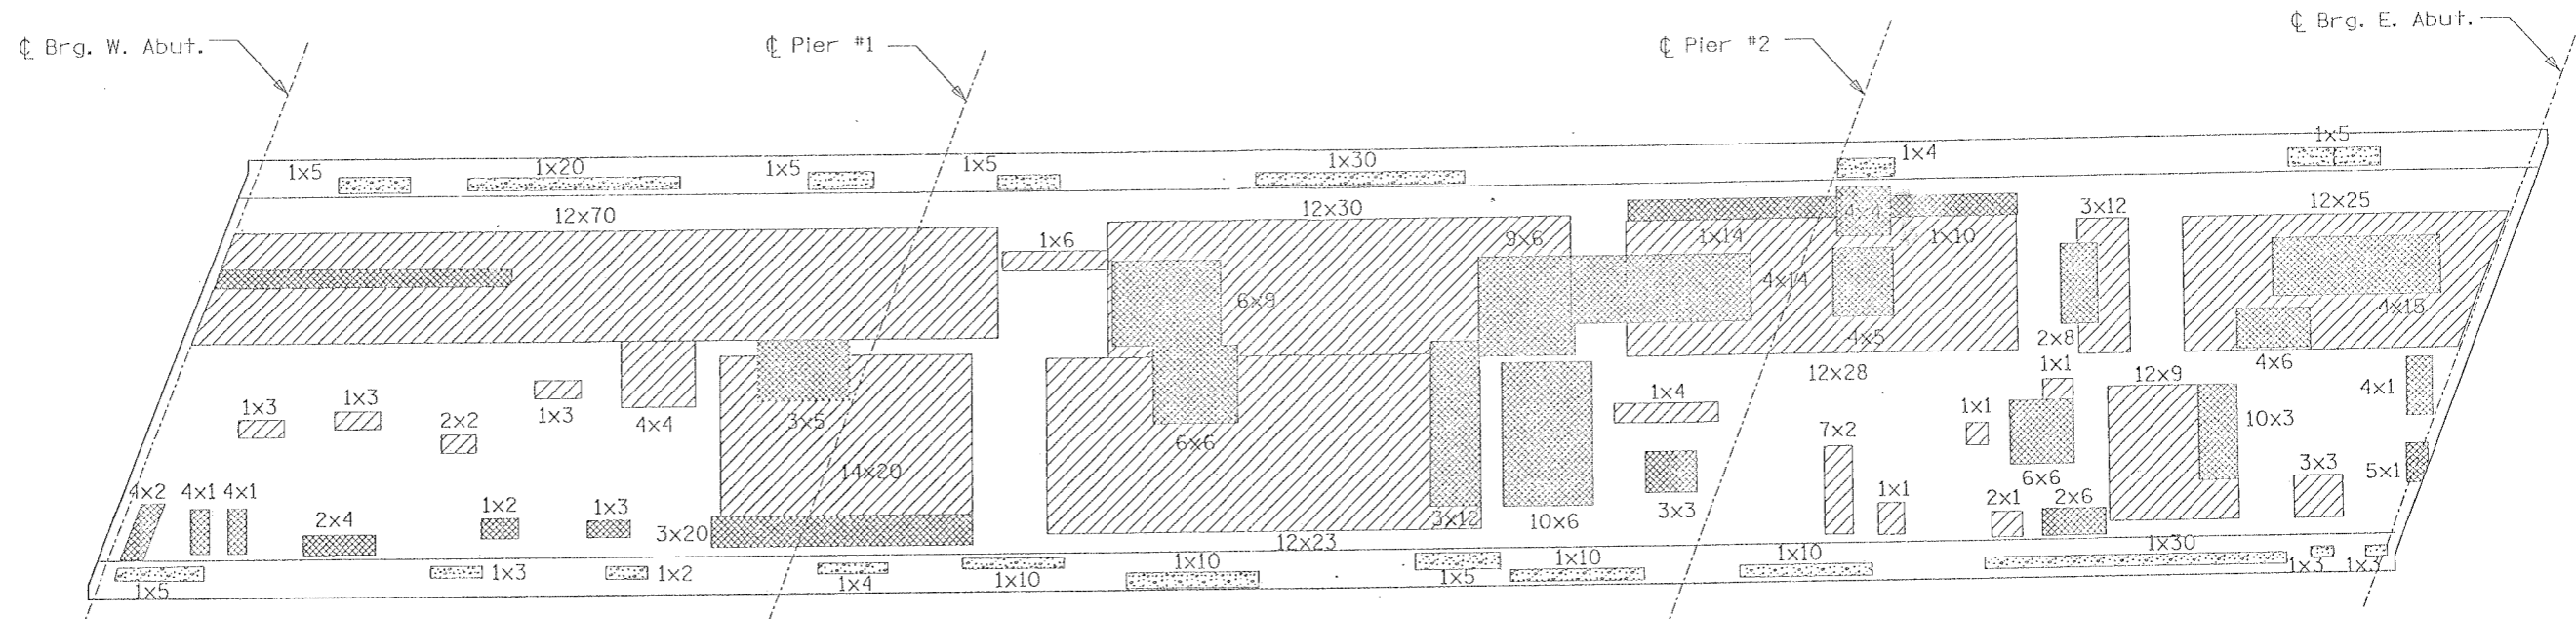 ℄ Brg. W. Abut.
℄ Pier #1
℄ Pier #2
℄ Brg. E. Abut.
1x5
1x20
1x5
1x5
1x30
1x4
1x5
12x70
12x30
3x12
12x25
1x6
9x6
1x14
4x4
1x10
6x9
4x14
4x15
4x5
2x8
4x6
12x28
1x1
12x9
4x1
1x3
1x3
2x2
1x3
4x4
3x5
6x6
1x4
1x1
10x3
7x2
14x20
6x6
3x3
5x1
4x2
4x1
4x1
2x4
1x2
1x3
3x20
3x12
10x6
3x3
1x1
2x1
2x6
12x23
1x5
1x3
1x2
1x4
1x10
1x10
1x5
1x10
1x10
1x30
1x3
1x3